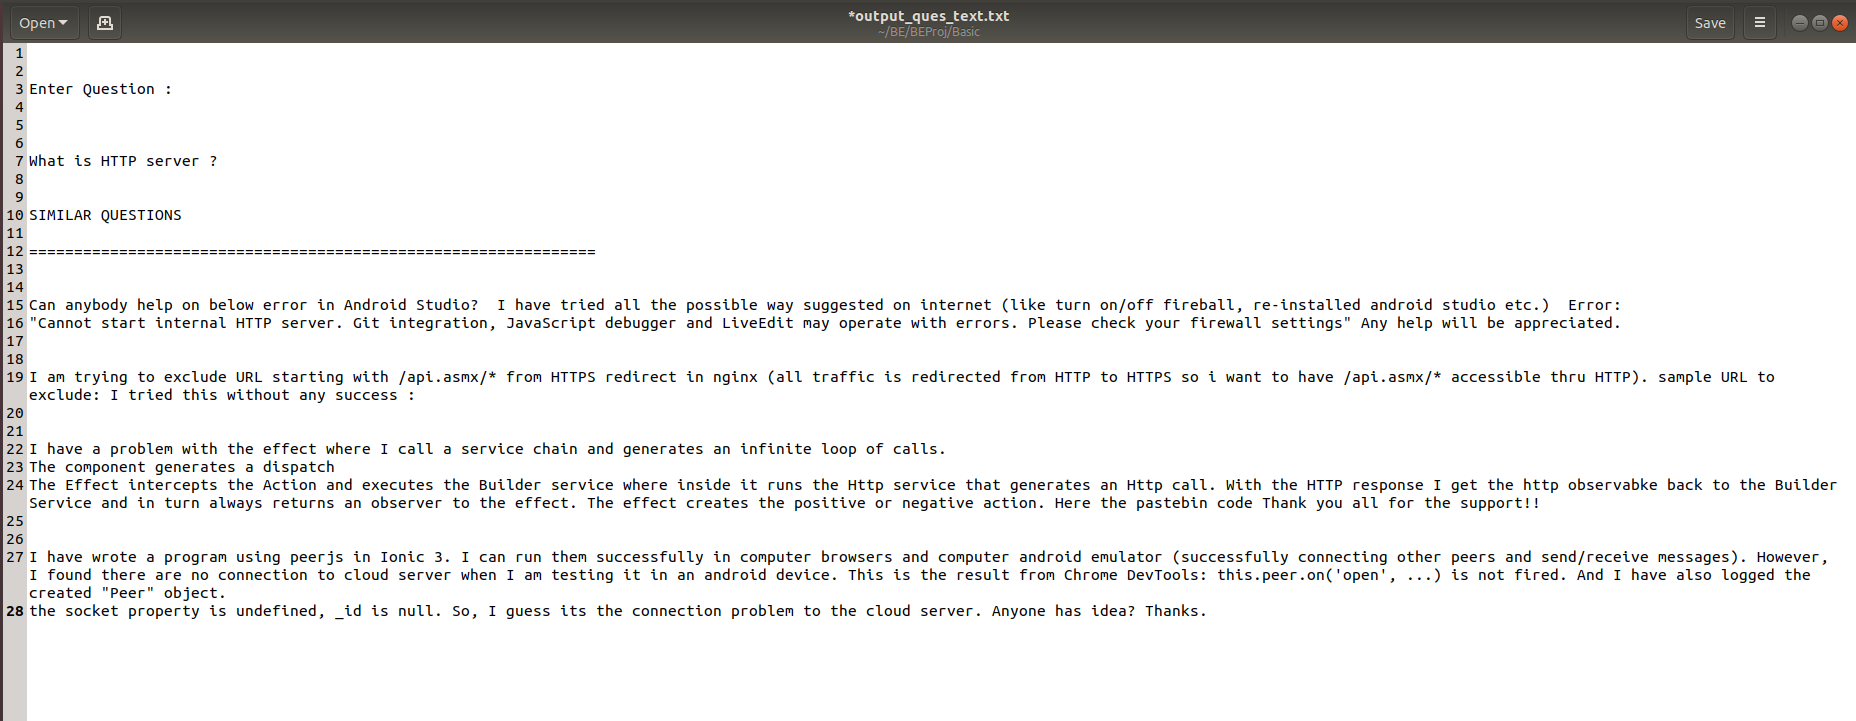 Open
*output_ques_text.txt
~/BE/BEProj/Basic
Save
1
2
3 Enter Question :
4
5
6
7 What is HTTP server ?
8
9
10 SIMILAR QUESTIONS
11
12 ===============================================================
13
14
15 Can anybody help on below error in Android Studio?  I have tried all the possible way suggested on internet (like turn on/off fireball, re-installed android studio etc.)  Error:
16 "Cannot start internal HTTP server. Git integration, JavaScript debugger and LiveEdit may operate with errors. Please check your firewall settings" Any help will be appreciated.
17
18
19 I am trying to exclude URL starting with /api.asmx/* from HTTPS redirect in nginx (all traffic is redirected from HTTP to HTTPS so i want to have /api.asmx/* accessible thru HTTP). sample URL to
exclude: I tried this without any success :
20
21
22 I have a problem with the effect where I call a service chain and generates an infinite loop of calls.
23 The component generates a dispatch
24 The Effect intercepts the Action and executes the Builder service where inside it runs the Http service that generates an Http call. With the HTTP response I get the http observabke back to the Builder
Service and in turn always returns an observer to the effect. The effect creates the positive or negative action. Here the pastebin code Thank you all for the support!!
25
26
27 I have wrote a program using peerjs in Ionic 3. I can run them successfully in computer browsers and computer android emulator (successfully connecting other peers and send/receive messages). However,
I found there are no connection to cloud server when I am testing it in an android device. This is the result from Chrome DevTools: this.peer.on('open', ...) is not fired. And I have also logged the
created "Peer" object.
28 the socket property is undefined, _id is null. So, I guess its the connection problem to the cloud server. Anyone has idea? Thanks.